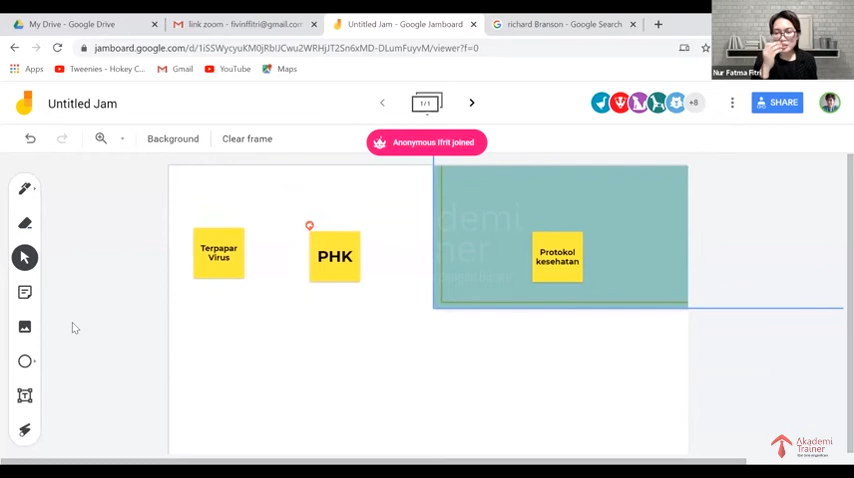 My Drive - Google Drive
link zoom - fivinffitri@gmail.com
Untitled Jam - Google Jamboard
richard Branson - Google Search
jamboard.google.com/d/1iSSWycyuKM0jRbIJCwu2WRHjJT2Sn6xMD-DLumFuyvM/viewer?f=0
Apps
Tweenies - Hokey C...
Gmail
YouTube
Maps
Nur Fatma Fitri
Untitled Jam
1/1
+8
SHARE
Background
Clear frame
Anonymous Ifrit joined
Terpapar
Virus
PHK
Protokol
kesehatan
Akademi
Trainer